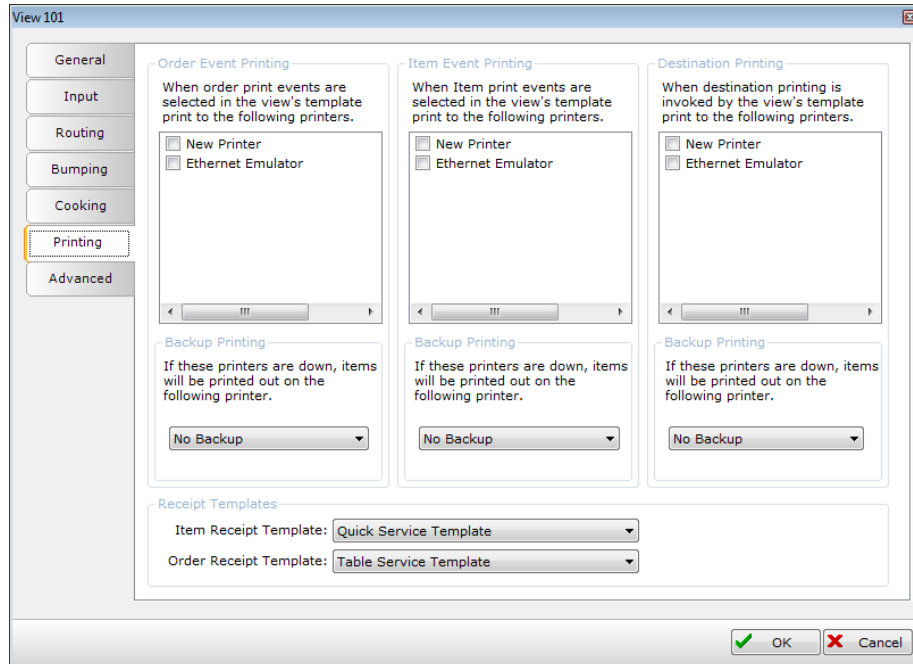 View 101
General
Input
Routing
Bumping
Cooking
Printing
Advanced
Order Event Printing
When order print events are
selected in the view's template
print to the following printers.
New Printer
Ethernet Emulator
Backup Printing
If these printers are down, items
will be printed out on the
following printer.
No Backup
Item Event Printing
When Item print events are
selected in the view's template
print to the following printers.
New Printer
Ethernet Emulator
Backup Printing
If these printers are down, items
will be printed out on the
following printer.
No Backup
Destination Printing
When destination printing is
invoked by the view's template
print to the following printers.
New Printer
Ethernet Emulator
Backup Printing
If these printers are down, items
will be printed out on the
following printer.
No Backup
Receipt Templates
Item Receipt Template: Quick Service Template
Order Receipt Template: Table Service Template
OK
Cancel